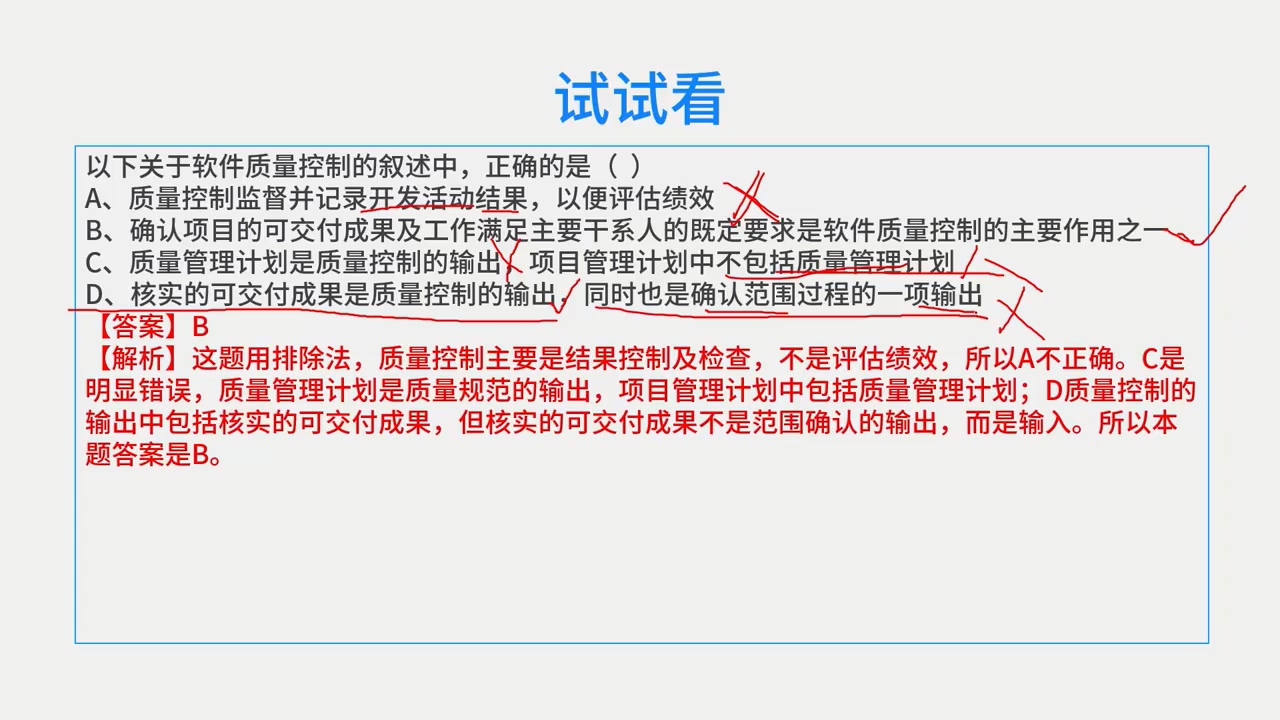 试试看
以下关于软件质量控制的叙述中，正确的是（ ）
A、质量控制监督并记录开发活动结果，以便评估绩效
B、确认项目的可交付成果及工作满足主要干系人的既定要求是软件质量控制的主要作用之一
C、质量管理计划是质量控制的输出，项目管理计划中不包括质量管理计划
D、核实的可交付成果是质量控制的输出，同时也是确认范围过程的一项输出
【答案】B
【解析】这题用排除法，质量控制主要是结果控制及检查，不是评估绩效，所以A不正确。C是
明显错误，质量管理计划是质量规范的输出，项目管理计划中包括质量管理计划；D质量控制的
输出中包括核实的可交付成果，但核实的可交付成果不是范围确认的输出，而是输入。所以本
题答案是B。